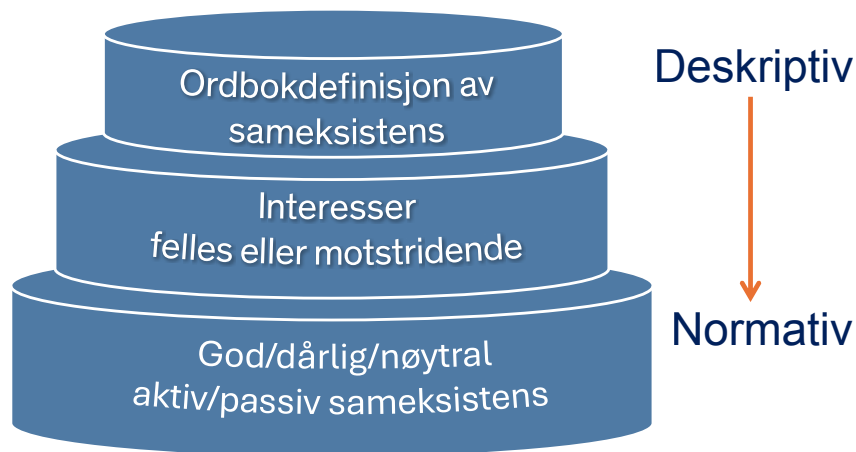 Ordbokdefinisjon av
sameksistens
Deskriptiv
Interesser
felles eller motstridende
Normativ
God/dårlig/nøytral
aktiv/passiv sameksistens